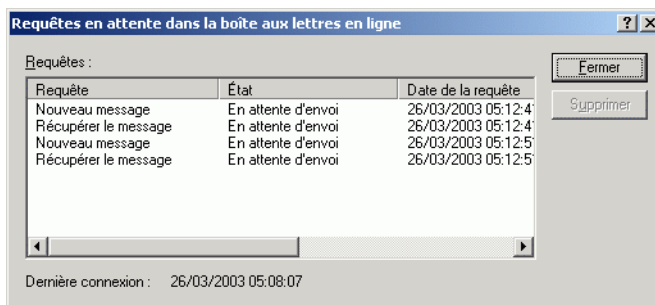 Requêtes en attente dans la boîte aux lettres en ligne
Requêtes :
Fermer
Requête État Date de la requête
Supprimer
Nouveau message En attente d'envoi 26/03/2003 05:12:4
Récupérer le message En attente d'envoi 26/03/2003 05:12:4
Nouveau message En attente d'envoi 26/03/2003 05:12:5
Récupérer le message En attente d'envoi 26/03/2003 05:12:5
Dernière connexion : 26/03/2003 05:08:07